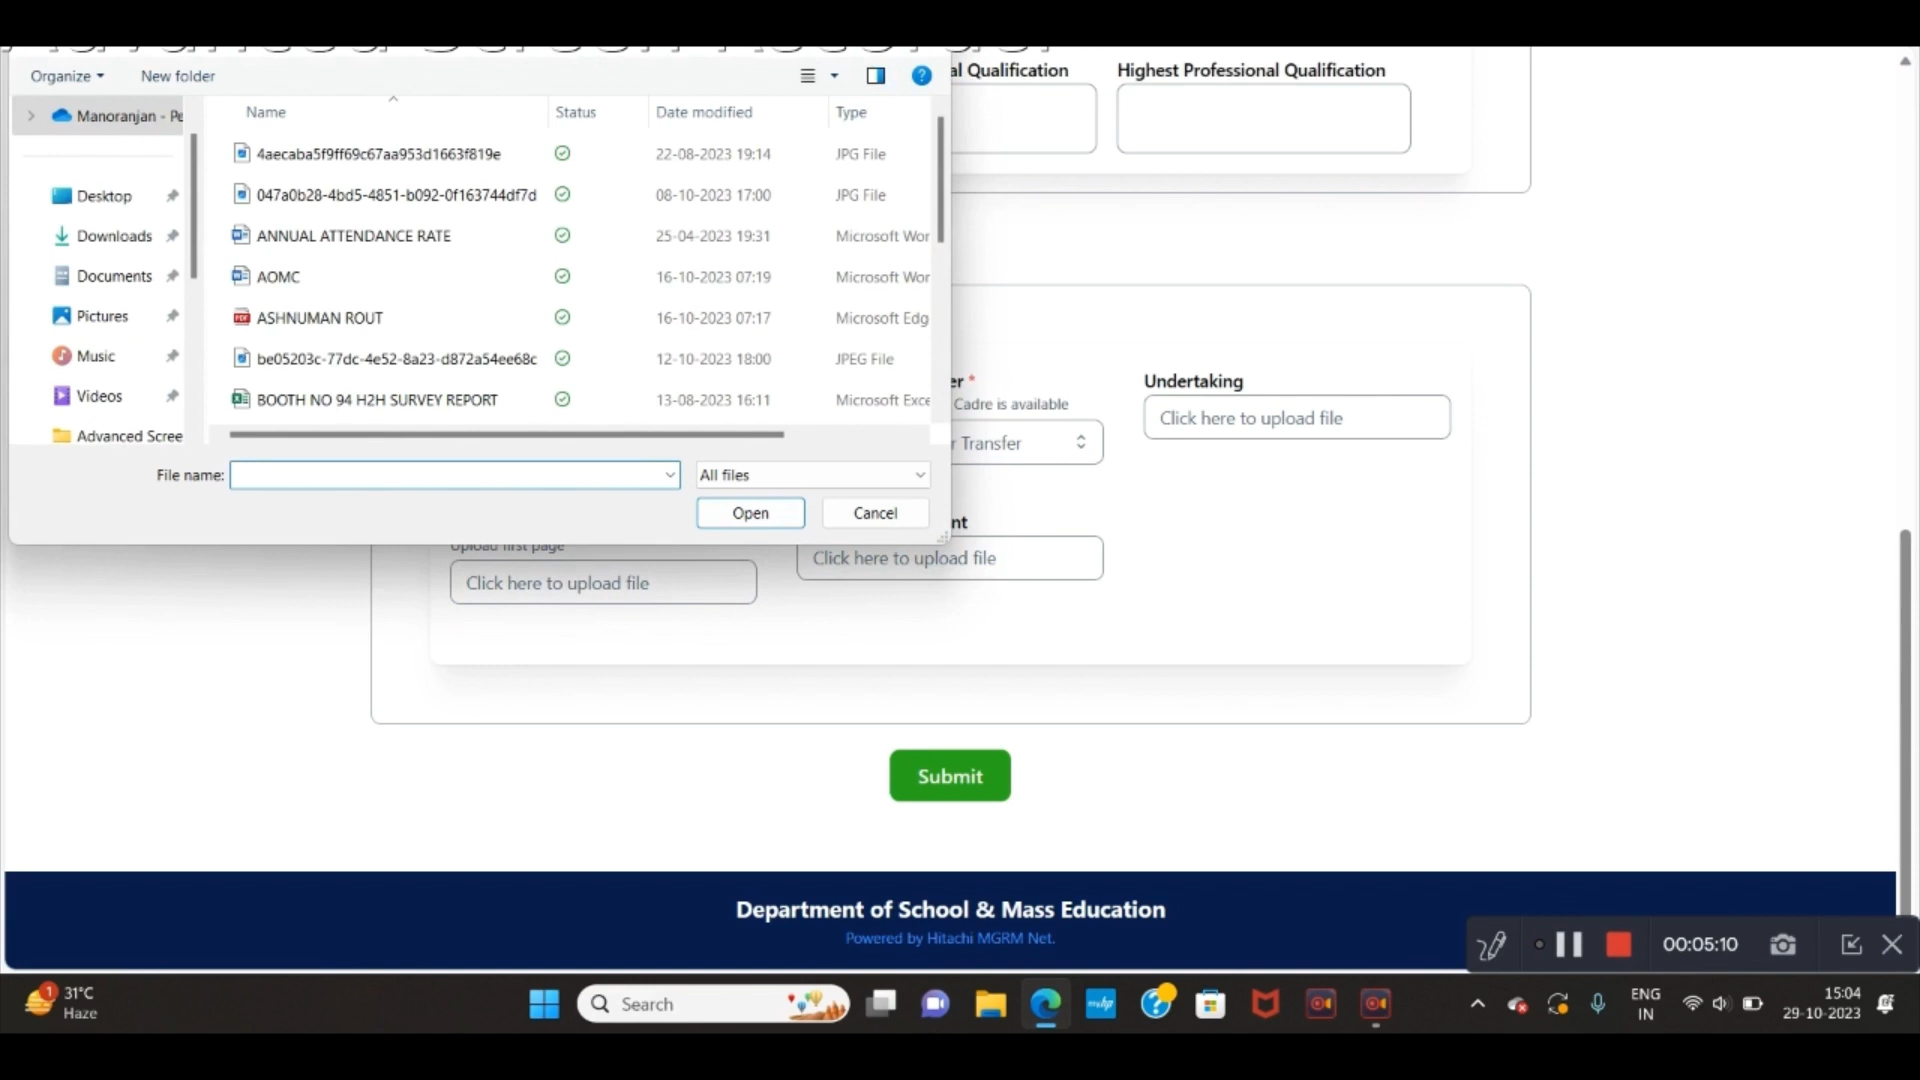 Organize
New folder
al Qualification
Highest Professional Qualification
Manoranjan - Pe
Name
Status
Date modified
Type
4aecaba5f9ff69c67aa953d1663f819e
22-08-2023 19:14
JPG File
Desktop
047a0b28-4bd5-4851-b092-0f163744df7d
08-10-2023 17:00
JPG File
Downloads
ANNUAL ATTENDANCE RATE
25-04-2023 19:31
Microsoft Wor
Documents
AOMC
16-10-2023 07:19
Microsoft Wor
Pictures
ASHNUMAN ROUT
16-10-2023 07:17
Microsoft Edg
Music
be05203c-77dc-4e52-8a23-d872a54ee68c
12-10-2023 18:00
JPEG File
Videos
BOOTH NO 94 H2H SURVEY REPORT
13-08-2023 16:11
Microsoft Exce
Advanced Scree
er *
Cadre is available
r Transfer
Undertaking
Click here to upload file
File name:
All files
Open
Cancel
nt
Click here to upload file
Upload first page
Click here to upload file
Submit
Department of School & Mass Education
Powered by Hitachi MGRM Net.
00:05:10
1
31°C
Haze
Search
myhp
ENG
IN
15:04
29-10-2023